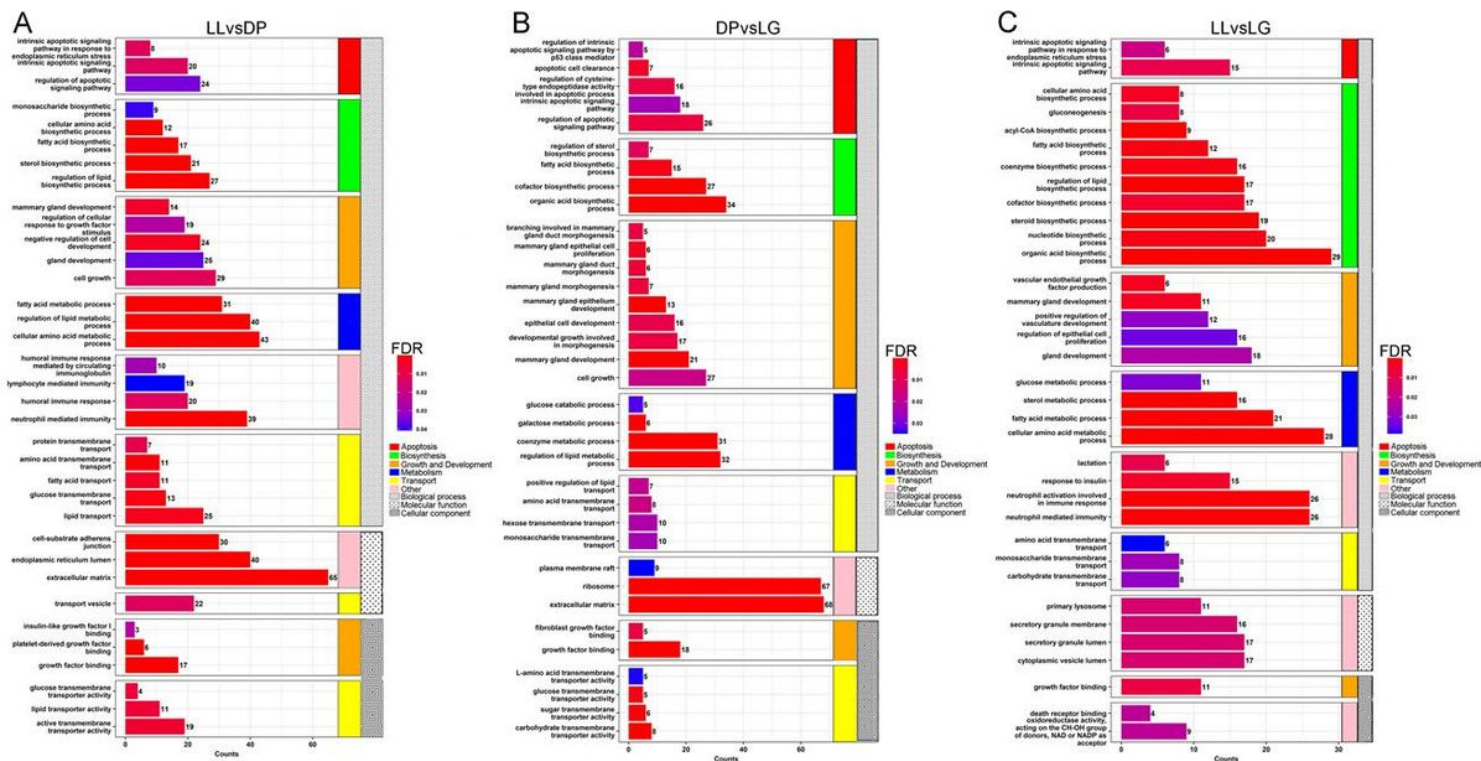 A
LLvsDP
intrinsic apoptotic signaling
pathway in response to
endoplasmic reticulum stress
8
intrinsic apoptotic signaling
pathway
20
regulation of apoptotic
signaling pathway
24
monosaccharide biosynthetic
process
9
cellular amino acid
biosynthetic process
12
fatty acid biosynthetic
process
17
sterol biosynthetic process
21
regulation of lipid
biosynthetic process
27
mammary gland development
14
regulation of cellular
response to growth factor
stimulus
19
negative regulation of cell
development
24
gland development
25
cell growth
29
fatty acid metabolic process
31
regulation of lipid metabolic
process
40
cellular amino acid metabolic
process
43
humoral immune response
mediated by circulating
immunoglobulin
10
lymphocyte mediated immunity
19
humoral immune response
20
neutrophil mediated immunity
39
protein transmembrane
transport
7
amino acid transmembrane
transport
11
fatty acid transport
11
glucose transmembrane
transport
13
lipid transport
25
cell-substrate adherens
junction
30
endoplasmic reticulum lumen
40
extracellular matrix
65
transport vesicle
22
insulin-like growth factor I
binding
3
platelet-derived growth factor
binding
6
growth factor binding
17
glucose transmembrane
transporter activity
4
lipid transporter activity
11
active transmembrane
transporter activity
19
0
20
40
60
Counts
FDR
0.01
0.02
0.03
0.04
Apoptosis
Biosynthesis
Growth and Development
Metabolism
Transport
Other
Biological process
Molecular function
Cellular component
B
DPvsLG
regulation of intrinsic
apoptotic signaling pathway by
p53 class mediator
5
apoptotic cell clearance
7
regulation of cysteine-
type endopeptidase activity
involved in apoptotic process
16
intrinsic apoptotic signaling
pathway
18
regulation of apoptotic
signaling pathway
26
regulation of sterol
biosynthetic process
7
fatty acid biosynthetic
process
15
cofactor biosynthetic process
27
organic acid biosynthetic
process
34
branching involved in mammary
gland duct morphogenesis
5
mammary gland epithelial cell
proliferation
6
mammary gland duct
morphogenesis
6
mammary gland morphogenesis
7
mammary gland epithelium
development
13
epithelial cell development
16
developmental growth involved
in morphogenesis
17
mammary gland development
21
cell growth
27
glucose catabolic process
5
galactose metabolic process
6
coenzyme metabolic process
31
regulation of lipid metabolic
process
32
positive regulation of lipid
transport
7
amino acid transmembrane
transport
8
hexose transmembrane transport
10
monosaccharide transmembrane
transport
10
plasma membrane raft
9
ribosome
67
extracellular matrix
68
fibroblast growth factor
binding
5
growth factor binding
18
L-amino acid transmembrane
transporter activity
5
glucose transmembrane
transporter activity
5
sugar transmembrane
transporter activity
6
carbohydrate transmembrane
transporter activity
8
0
20
40
60
Counts
FDR
0.01
0.02
Apoptosis
Biosynthesis
Growth and Development
Metabolism
Transport
Other
Biological process
Molecular function
Cellular component
C
LLvsLG
intrinsic apoptotic signaling
pathway in response to
endoplasmic reticulum stress
6
intrinsic apoptotic signaling
pathway
15
cellular amino acid
biosynthetic process
8
gluconeogenesis
8
acyl-CoA biosynthetic process
9
fatty acid biosynthetic
process
12
coenzyme biosynthetic process
16
regulation of lipid
biosynthetic process
17
cofactor biosynthetic process
17
steroid biosynthetic process
19
nucleotide biosynthetic
process
20
organic acid biosynthetic
process
29
vascular endothelial growth
factor production
6
mammary gland development
11
positive regulation of
vasculature development
12
regulation of epithelial cell
proliferation
16
gland development
18
glucose metabolic process
11
sterol metabolic process
16
fatty acid metabolic process
21
cellular amino acid metabolic
process
28
lactation
6
response to insulin
15
neutrophil activation involved
in immune response
26
neutrophil mediated immunity
26
amino acid transmembrane
transport
6
monosaccharide transmembrane
transport
8
carbohydrate transmembrane
transport
8
primary lysosome
11
secretory granule membrane
16
secretory granule lumen
17
cytoplasmic vesicle lumen
17
growth factor binding
11
death receptor binding
4
oxidoreductase activity,
acting on the CH-OH group
of donors, NAD or NADP as
acceptor
9
0
10
20
30
Counts
FDR
0.01
0.02
0.03
Apoptosis
Biosynthesis
Growth and Development
Metabolism
Transport
Other
Biological process
Molecular function
Cellular component